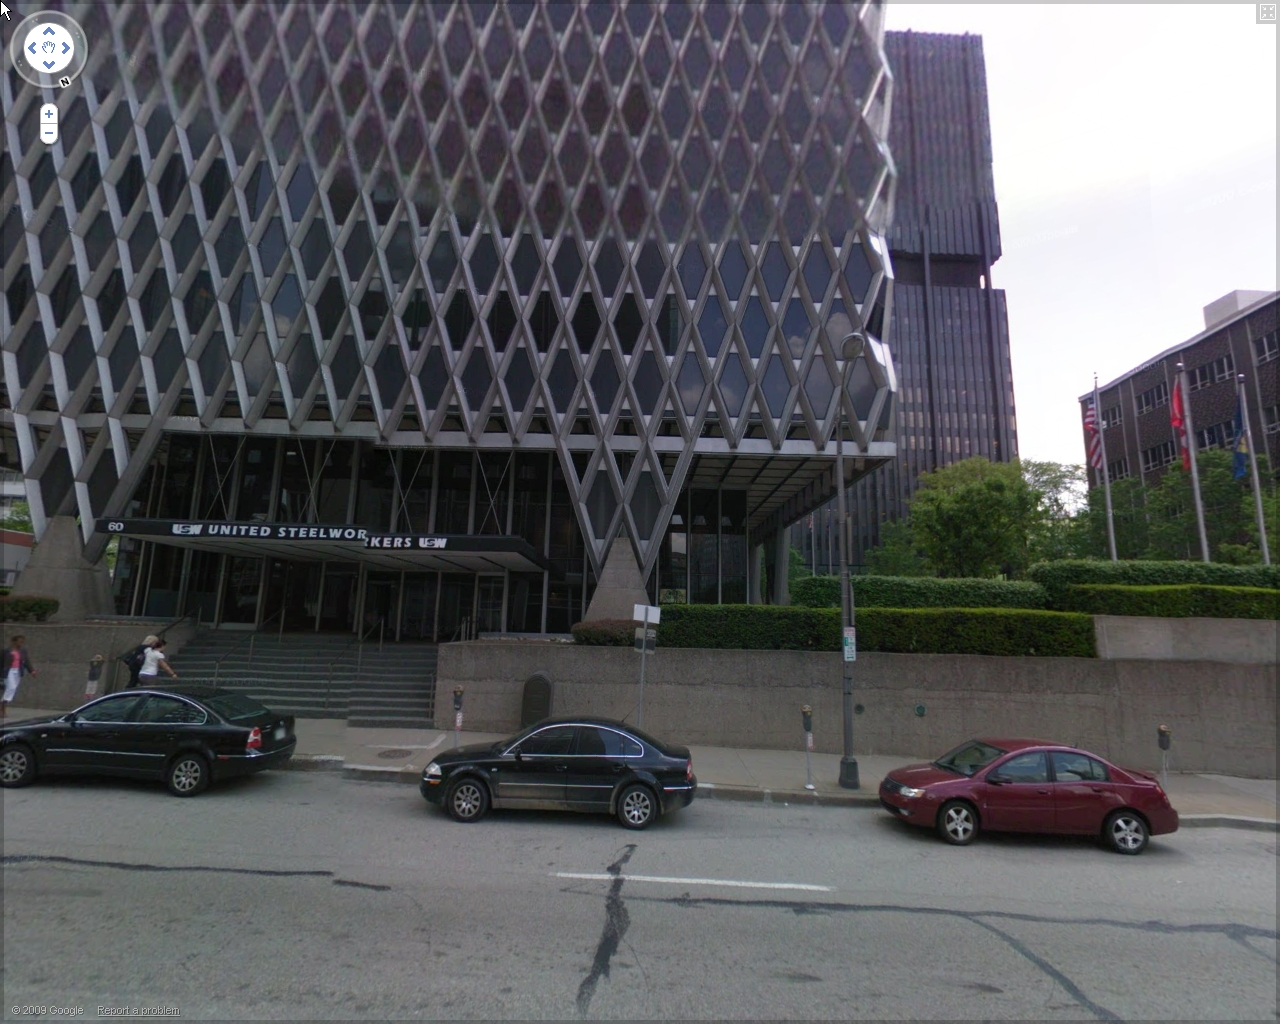 N
60 USW UNITED STEELWOR
RKERS USW
© 2009 Google Report a problem